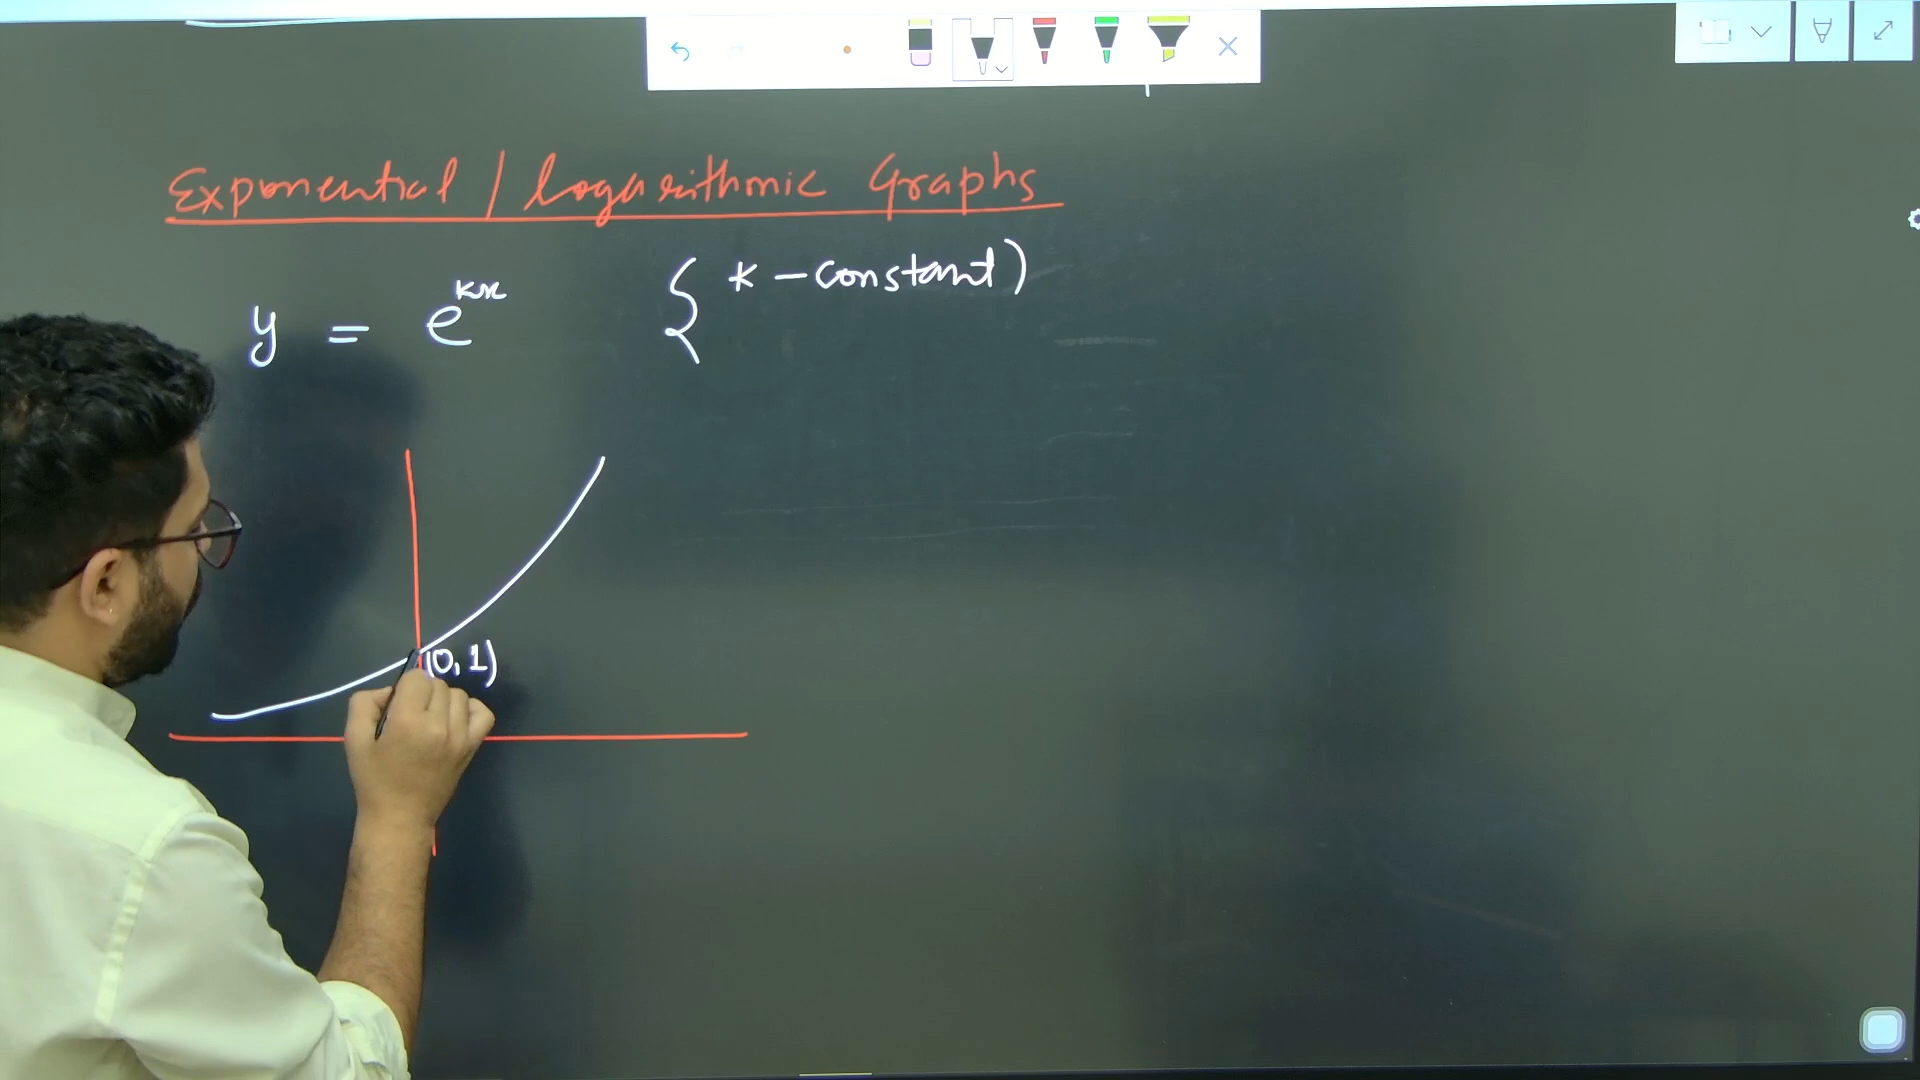 Exponential / logarithmic Graphs
y = e^kx { k - constant )
(0, 1)